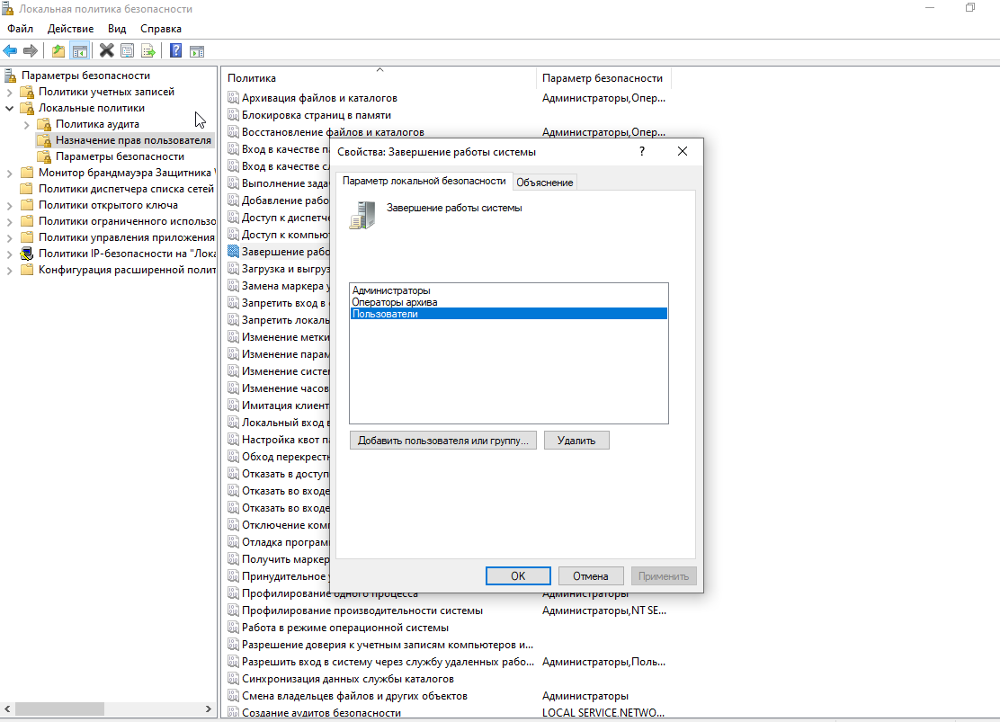 Локальная политика безопасности
Файл Действие Вид Справка
Параметры безопасности
Политики учетных записей
Локальные политики
Политика аудита
Назначение прав пользователя
Параметры безопасности
Монитор брандмауэра Защитника
Политики диспетчера списка сетей
Политики открытого ключа
Политики ограниченного использо
Политики управления приложения
Политики IP-безопасности на "Лока
Конфигурация расширенной полит
Политика Параметр безопасности
Архивация файлов и каталогов Администраторы,Опер...
Блокировка страниц в памяти
Восстановление файлов и каталогов Администраторы,Опер...
Вход в качестве п
Вход в качестве сл
Выполнение зада
Добавление рабо
Доступ к диспетч
Доступ к компью
Завершение рабо
Загрузка и выгруз
Замена маркера у
Запретить вход в
Запретить локаль
Изменение метки
Изменение парам
Изменение систе
Изменение часов
Имитация клиент
Локальный вход в
Настройка квот п
Обход перекрест
Отказать в доступ
Отказать во входе
Отказать во входе
Отключение ком
Отладка програм
Получить маркер
Принудительное у
Профилирование одного процесса Администраторы
Профилирование производительности системы Администраторы,NT SE...
Работа в режиме операционной системы
Разрешение доверия к учетным записям компьютеров и...
Разрешить вход в систему через службу удаленных рабо... Администраторы,Поль...
Синхронизация данных службы каталогов
Смена владельцев файлов и других объектов Администраторы
Создание аудитов безопасности LOCAL SERVICE,NETWO...
Свойства: Завершение работы системы ?
Параметр локальной безопасности Объяснение
Завершение работы системы
Администраторы
Операторы архива
Пользователи
Добавить пользователя или группу... Удалить
OK Отмена Применить